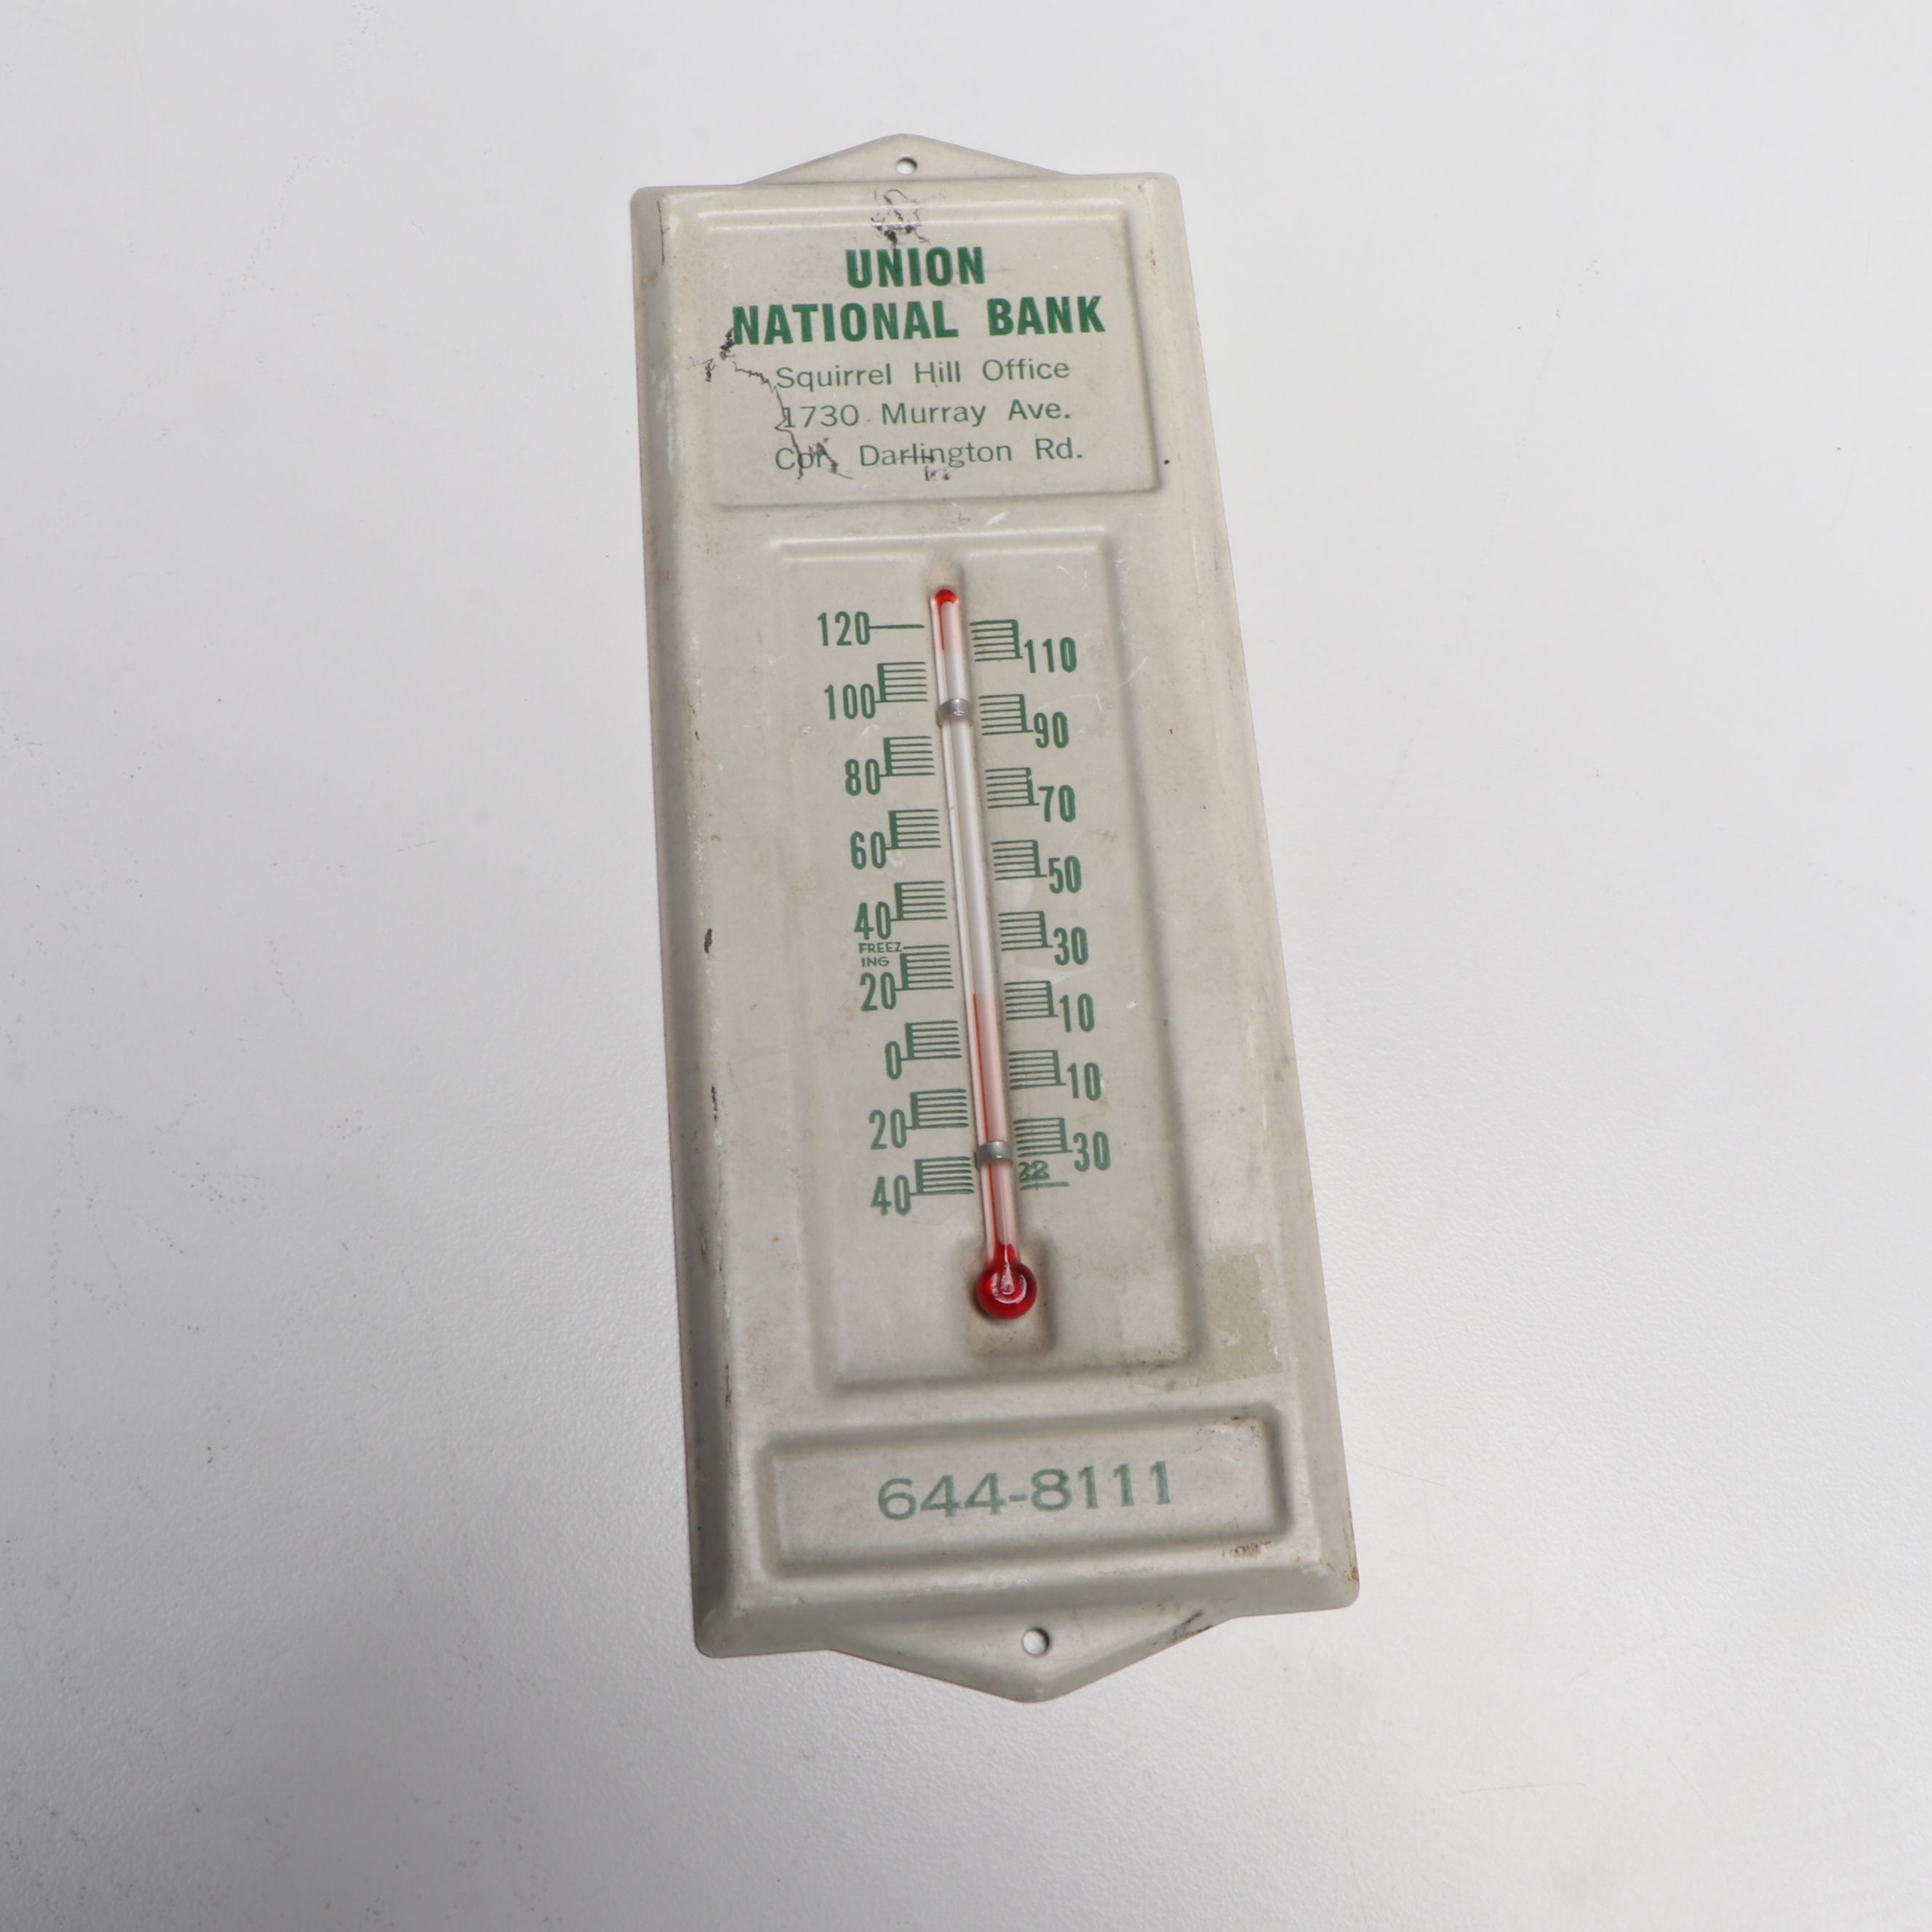 UNION
NATIONAL BANK
Squirrel Hill Office
1730 Murray Ave.
Cor. Darlington Rd.
120
110
100
90
80
70
60
50
40
FREEZ
ING
30
20
10
0
10
20
30
22
40
644-8111